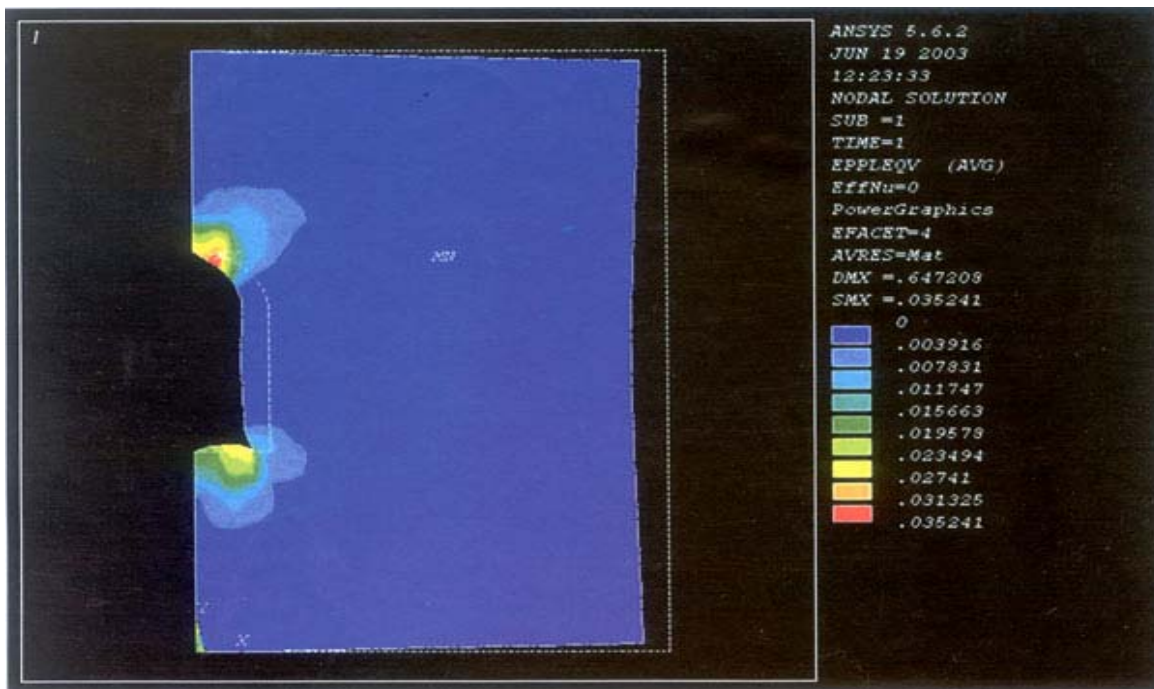 1
ANSYS 5.6.2
JUN 19 2003
12:23:33
NODAL SOLUTION
SUB =1
TIME=1
EPPLEQV (AVG)
EffNu=0
PowerGraphics
EFACET=4
AVRES=Mat
DMX =.647208
SMX =.035241
0
.003916
.007831
.011747
.015663
.019578
.023494
.02741
.031325
.035241
MN
X